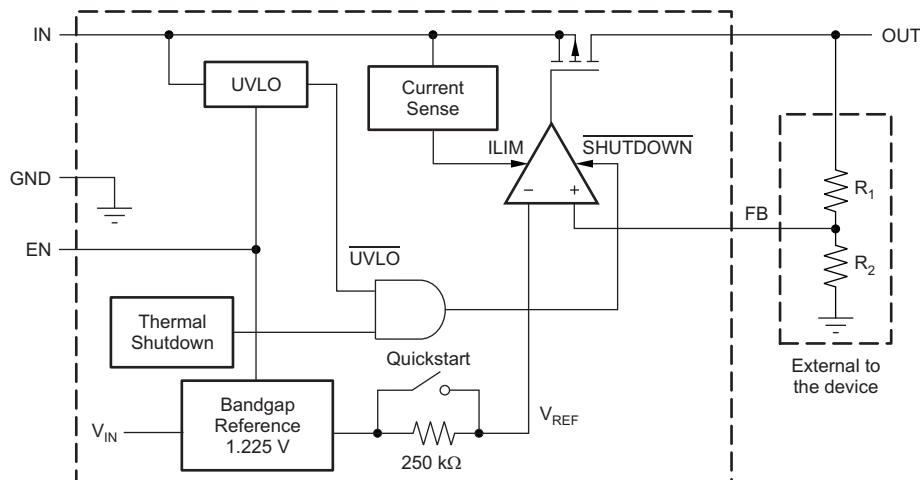 IN
OUT
UVLO
Current
Sense
ILIM
SHUTDOWN
GND
− +
FB
R1
R2
EN
UVLO
Thermal
Shutdown
Quickstart
External to
the device
Bandgap
Reference
1.225 V
VIN
VREF
250 kΩ